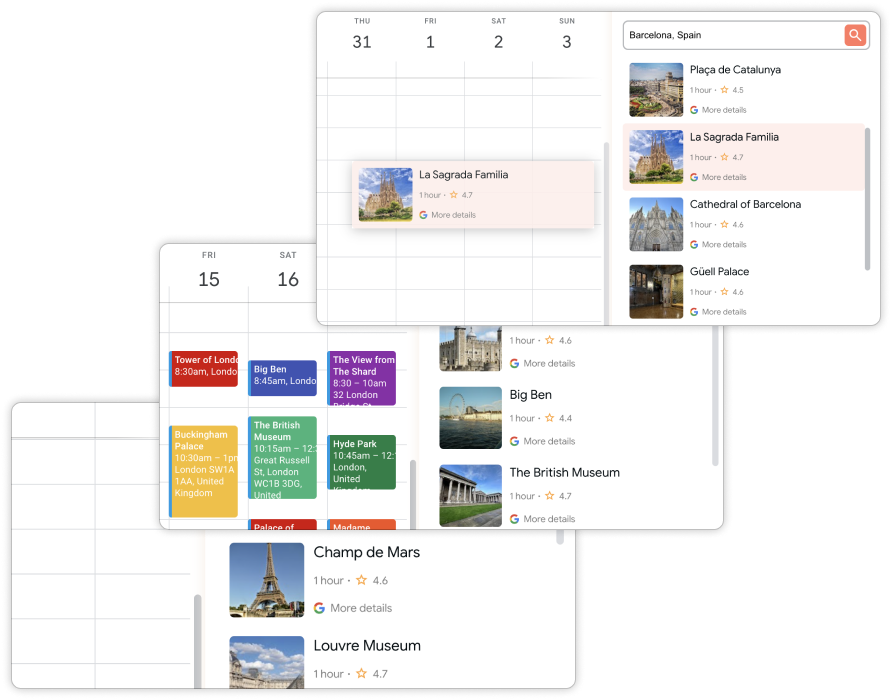 THU FRI SAT SUN
31 1 2 3
Barcelona, Spain
Plaça de Catalunya
1 hour · 4.5
More details
La Sagrada Familia
1 hour · 4.7
More details
Cathedral of Barcelona
1 hour · 4.6
More details
Güell Palace
1 hour · 4.6
More details
La Sagrada Familia
1 hour · 4.7
More details
FRI SAT
15 16
Tower of Londo
8:30am, Londo
Buckingham
Palace
10:30am – 1pm
London SW1A
1AA, United
Kingdom
Big Ben
8:45am, Londo
The British
Museum
10:15am – 12:
Great Russell
St, London
WC1B 3DG,
United
Palace of
The View from
The Shard
8:30 – 10am
32 London
Bridge St
Hyde Park
10:45am – 12:
London,
United
Kingdom
Madame
1 hour · 4.6
More details
Big Ben
1 hour · 4.4
More details
The British Museum
1 hour · 4.7
More details
Champ de Mars
1 hour · 4.6
More details
Louvre Museum
1 hour · 4.7